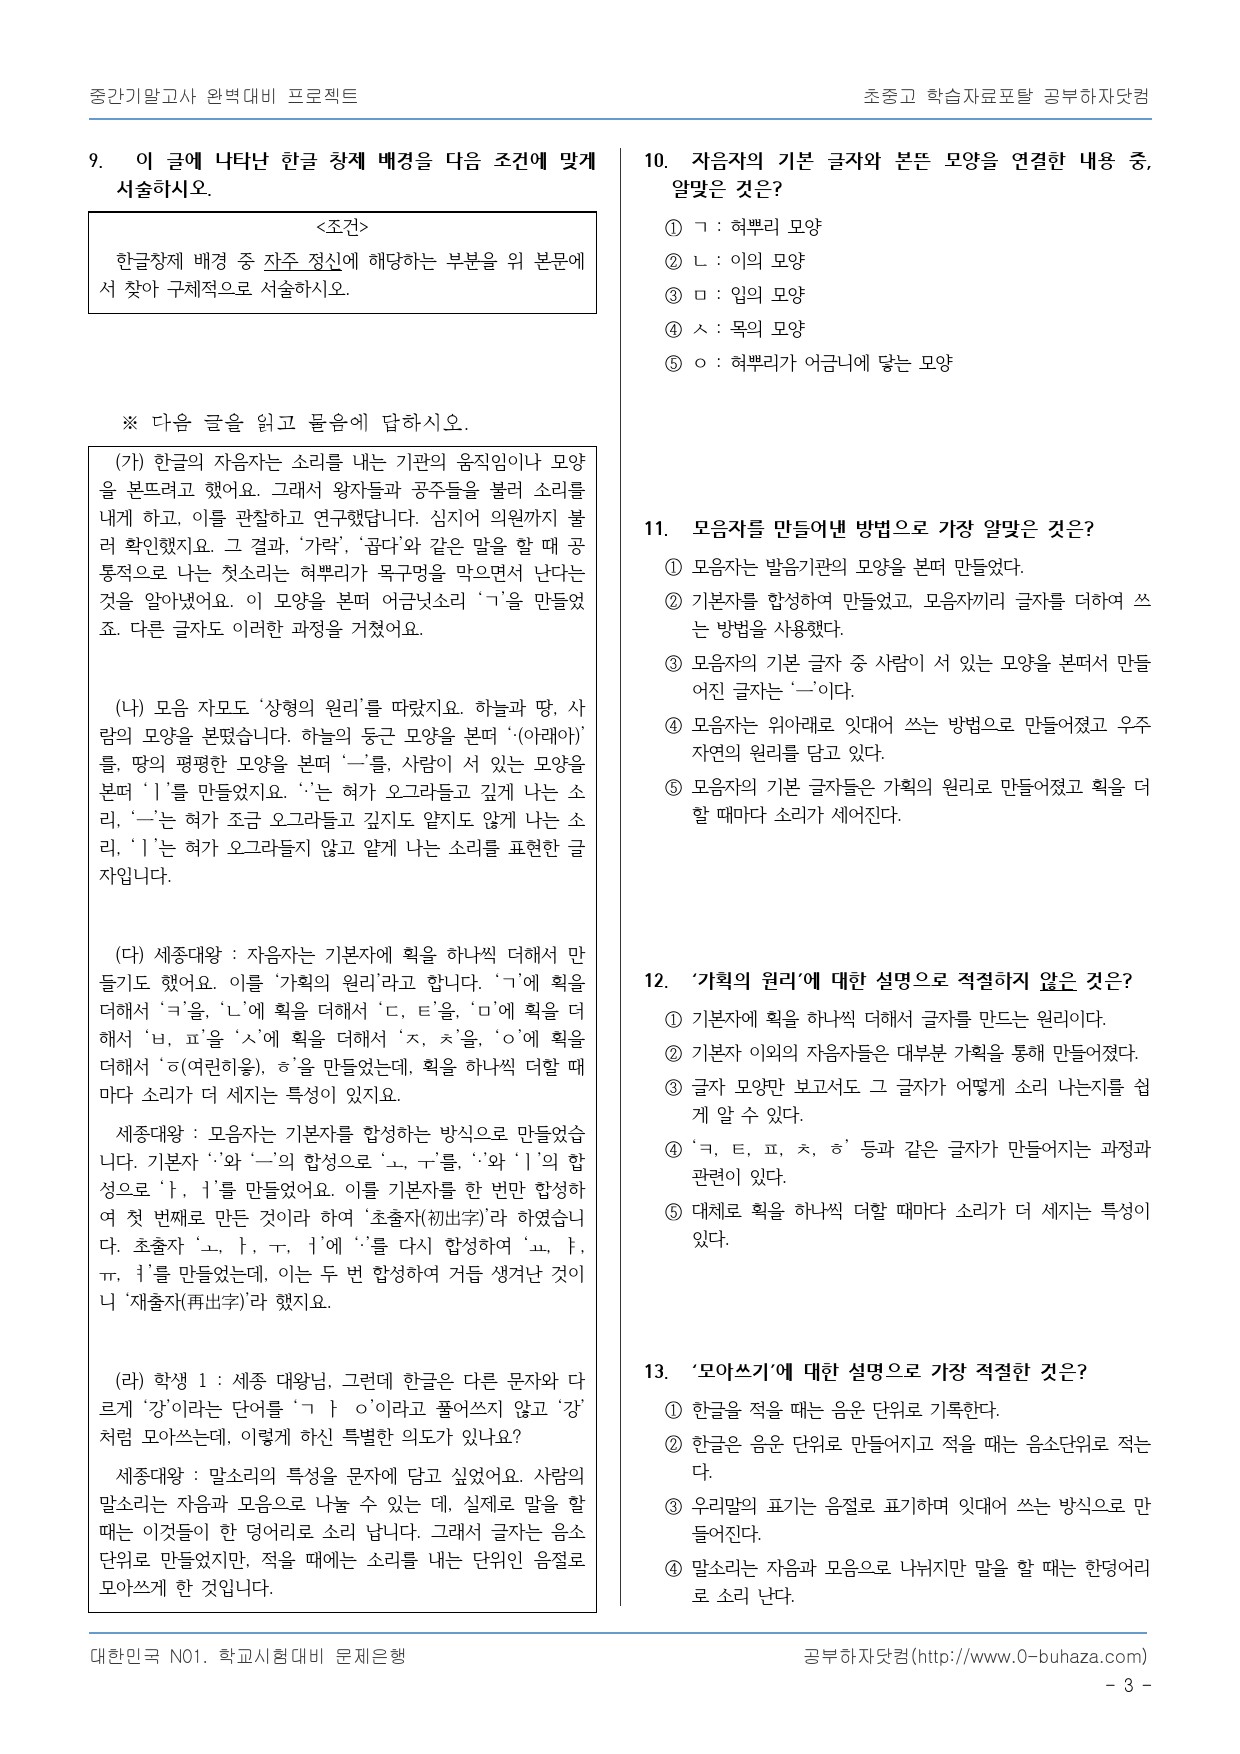 중간기말고사 완벽대비 프로젝트
초중고 학습자료포탈 공부하자닷컴
9. 이 글에 나타난 한글 창제 배경을 다음 조건에 맞게
서술하시오.
<조건>
한글창제 배경 중 자주 정신에 해당하는 부분을 위 본문에
서 찾아 구체적으로 서술하시오.
※ 다음 글을 읽고 물음에 답하시오.
(가) 한글의 자음자는 소리를 내는 기관의 움직임이나 모양
을 본뜨려고 했어요. 그래서 왕자들과 공주들을 불러 소리를
내게 하고, 이를 관찰하고 연구했답니다. 심지어 의원까지 불
러 확인했지요. 그 결과, ‘가락’, ‘곱다’와 같은 말을 할 때 공
통적으로 나는 첫소리는 혀뿌리가 목구멍을 막으면서 난다는
것을 알아냈어요. 이 모양을 본떠 어금닛소리 ‘ㄱ’을 만들었
죠. 다른 글자도 이러한 과정을 거쳤어요.
(나) 모음 자모도 ‘상형의 원리’를 따랐지요. 하늘과 땅, 사
람의 모양을 본떴습니다. 하늘의 둥근 모양을 본떠 ‘·(아래아)’
를, 땅의 평평한 모양을 본떠 ‘ㅡ’를, 사람이 서 있는 모양을
본떠 ‘ㅣ’를 만들었지요. ‘·’는 혀가 오그라들고 깊게 나는 소
리, ‘ㅡ’는 혀가 조금 오그라들고 깊지도 얕지도 않게 나는 소
리, ‘ㅣ’는 혀가 오그라들지 않고 얕게 나는 소리를 표현한 글
자입니다.
(다) 세종대왕 : 자음자는 기본자에 획을 하나씩 더해서 만
들기도 했어요. 이를 ‘가획의 원리’라고 합니다. ‘ㄱ’에 획을
더해서 ‘ㅋ’을, ‘ㄴ’에 획을 더해서 ‘ㄷ, ㅌ’을, ‘ㅁ’에 획을 더
해서 ‘ㅂ, ㅍ’을 ‘ㅅ’에 획을 더해서 ‘ㅈ, ㅊ’을, ‘ㅇ’에 획을
더해서 ‘ㆆ(여린히읗), ㅎ’을 만들었는데, 획을 하나씩 더할 때
마다 소리가 더 세지는 특성이 있지요.
세종대왕 : 모음자는 기본자를 합성하는 방식으로 만들었습
니다. 기본자 ‘·’와 ‘ㅡ’의 합성으로 ‘ㅗ, ㅜ’를, ‘·’와 ‘ㅣ’의 합
성으로 ‘ㅏ, ㅓ’를 만들었어요. 이를 기본자를 한 번만 합성하
여 첫 번째로 만든 것이라 하여 ‘초출자(初出字)’라 하였습니
다. 초출자 ‘ㅗ, ㅏ, ㅜ, ㅓ’에 ‘·’를 다시 합성하여 ‘ㅛ, ㅑ,
ㅠ, ㅕ’를 만들었는데, 이는 두 번 합성하여 거듭 생겨난 것이
니 ‘재출자(再出字)’라 했지요.
(라) 학생 1 : 세종 대왕님, 그런데 한글은 다른 문자와 다
르게 ‘강’이라는 단어를 ‘ㄱ ㅏ ㅇ’이라고 풀어쓰지 않고 ‘강’
처럼 모아쓰는데, 이렇게 하신 특별한 의도가 있나요?
세종대왕 : 말소리의 특성을 문자에 담고 싶었어요. 사람의
말소리는 자음과 모음으로 나눌 수 있는 데, 실제로 말을 할
때는 이것들이 한 덩어리로 소리 납니다. 그래서 글자는 음소
단위로 만들었지만, 적을 때에는 소리를 내는 단위인 음절로
모아쓰게 한 것입니다.
10. 자음자의 기본 글자와 본뜬 모양을 연결한 내용 중,
알맞은 것은?
① ㄱ : 혀뿌리 모양
② ㄴ : 이의 모양
③ ㅁ : 입의 모양
④ ㅅ : 목의 모양
⑤ ㅇ : 혀뿌리가 어금니에 닿는 모양
11. 모음자를 만들어낸 방법으로 가장 알맞은 것은?
① 모음자는 발음기관의 모양을 본떠 만들었다.
② 기본자를 합성하여 만들었고, 모음자끼리 글자를 더하여 쓰
는 방법을 사용했다.
③ 모음자의 기본 글자 중 사람이 서 있는 모양을 본떠서 만들
어진 글자는 ‘ㅡ’이다.
④ 모음자는 위아래로 잇대어 쓰는 방법으로 만들어졌고 우주
자연의 원리를 담고 있다.
⑤ 모음자의 기본 글자들은 가획의 원리로 만들어졌고 획을 더
할 때마다 소리가 세어진다.
12. ‘가획의 원리’에 대한 설명으로 적절하지 않은 것은?
① 기본자에 획을 하나씩 더해서 글자를 만드는 원리이다.
② 기본자 이외의 자음자들은 대부분 가획을 통해 만들어졌다.
③ 글자 모양만 보고서도 그 글자가 어떻게 소리 나는지를 쉽
게 알 수 있다.
④ ‘ㅋ, ㅌ, ㅍ, ㅊ, ㅎ’ 등과 같은 글자가 만들어지는 과정과
관련이 있다.
⑤ 대체로 획을 하나씩 더할 때마다 소리가 더 세지는 특성이
있다.
13. ‘모아쓰기’에 대한 설명으로 가장 적절한 것은?
① 한글을 적을 때는 음운 단위로 기록한다.
② 한글은 음운 단위로 만들어지고 적을 때는 음소단위로 적는
다.
③ 우리말의 표기는 음절로 표기하며 잇대어 쓰는 방식으로 만
들어진다.
④ 말소리는 자음과 모음으로 나뉘지만 말을 할 때는 한덩어리
로 소리 난다.
대한민국 N01. 학교시험대비 문제은행
공부하자닷컴(http://www.0-buhaza.com)
- 3 -